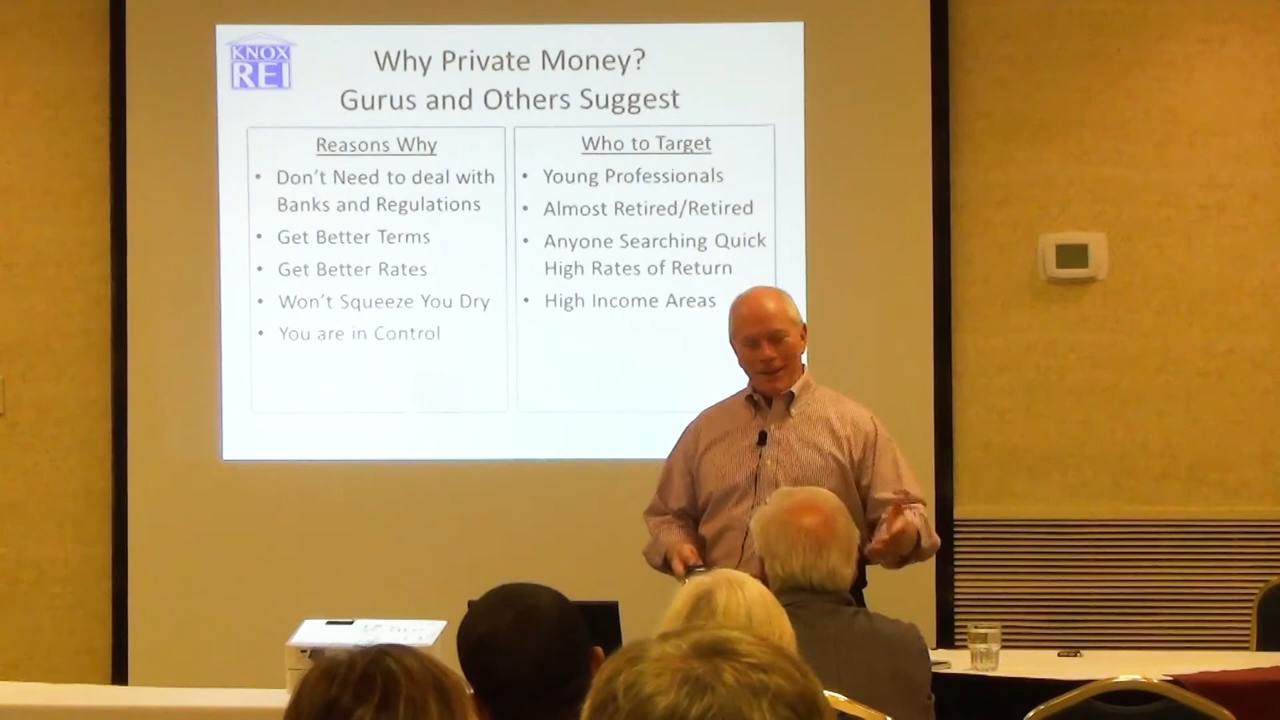 KNOX
REI
Why Private Money?
Gurus and Others Suggest
Reasons Why
• Don't Need to deal with
Banks and Regulations
• Get Better Terms
• Get Better Rates
• Won't Squeeze You Dry
• You are in Control
Who to Target
• Young Professionals
• Almost Retired/Retired
• Anyone Searching Quick
High Rates of Return
• High Income Areas